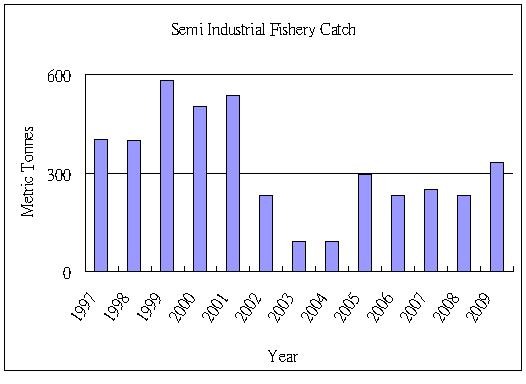 Semi Industrial Fishery Catch
600
300
0
Metric Tonnes
1997 1998 1999 2000 2001 2002 2003 2004 2005 2006 2007 2008 2009
Year